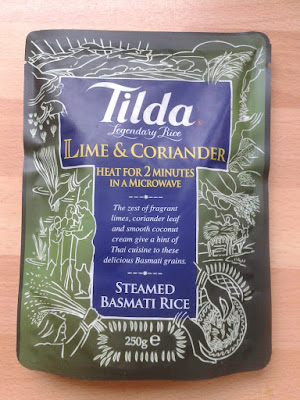 Tilda®
Legendary Rice
LIME & CORIANDER
HEAT FOR 2 MINUTES
IN A MICROWAVE
The zest of fragrant
limes, coriander leaf
and smooth coconut
cream give a hint of
Thai cuisine to these
delicious Basmati grains.
STEAMED
BASMATI RICE
250g e